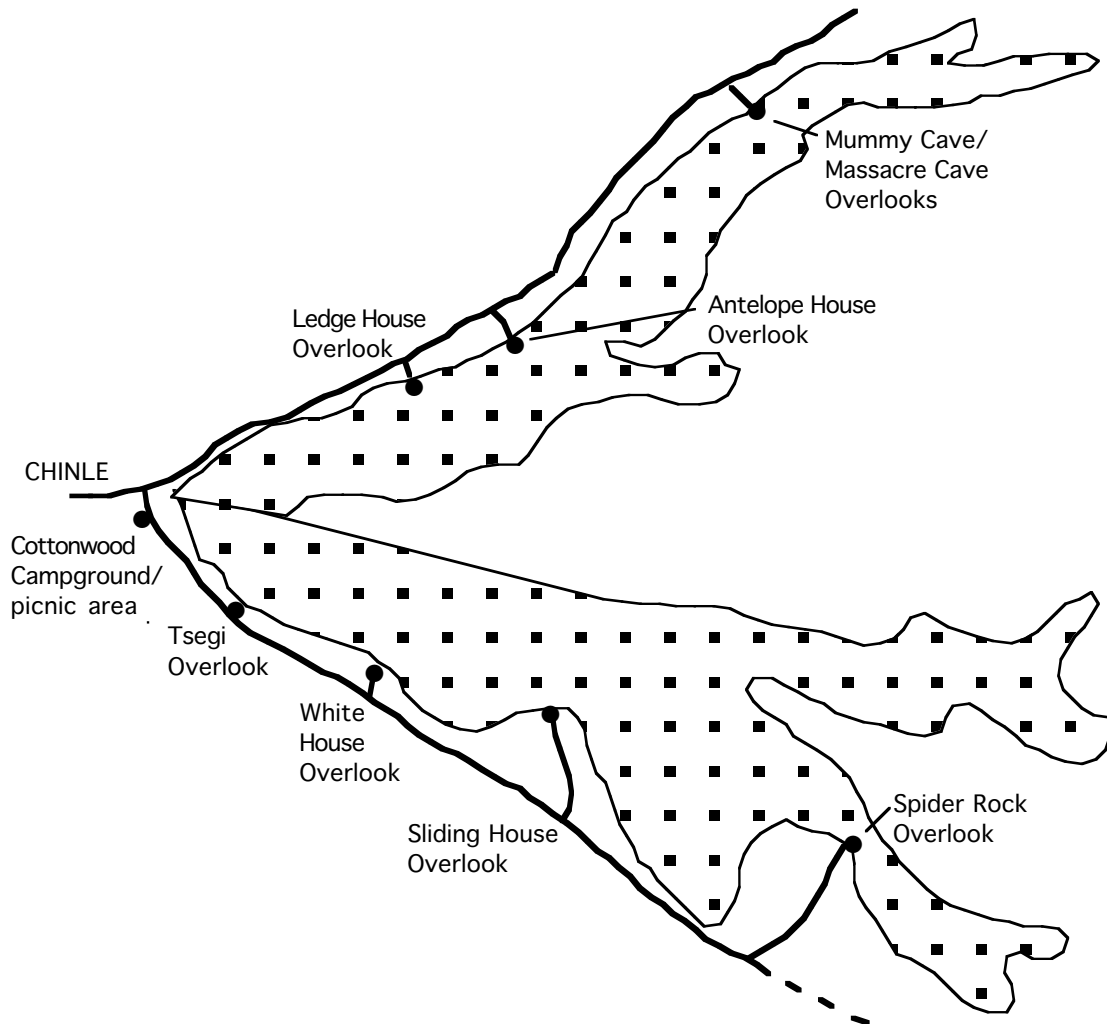 Mummy Cave/
Massacre Cave
Overlooks
Antelope House
Overlook
Ledge House
Overlook
CHINLE
Cottonwood
Campground/
picnic area
Tsegi
Overlook
White
House
Overlook
Sliding House
Overlook
Spider Rock
Overlook